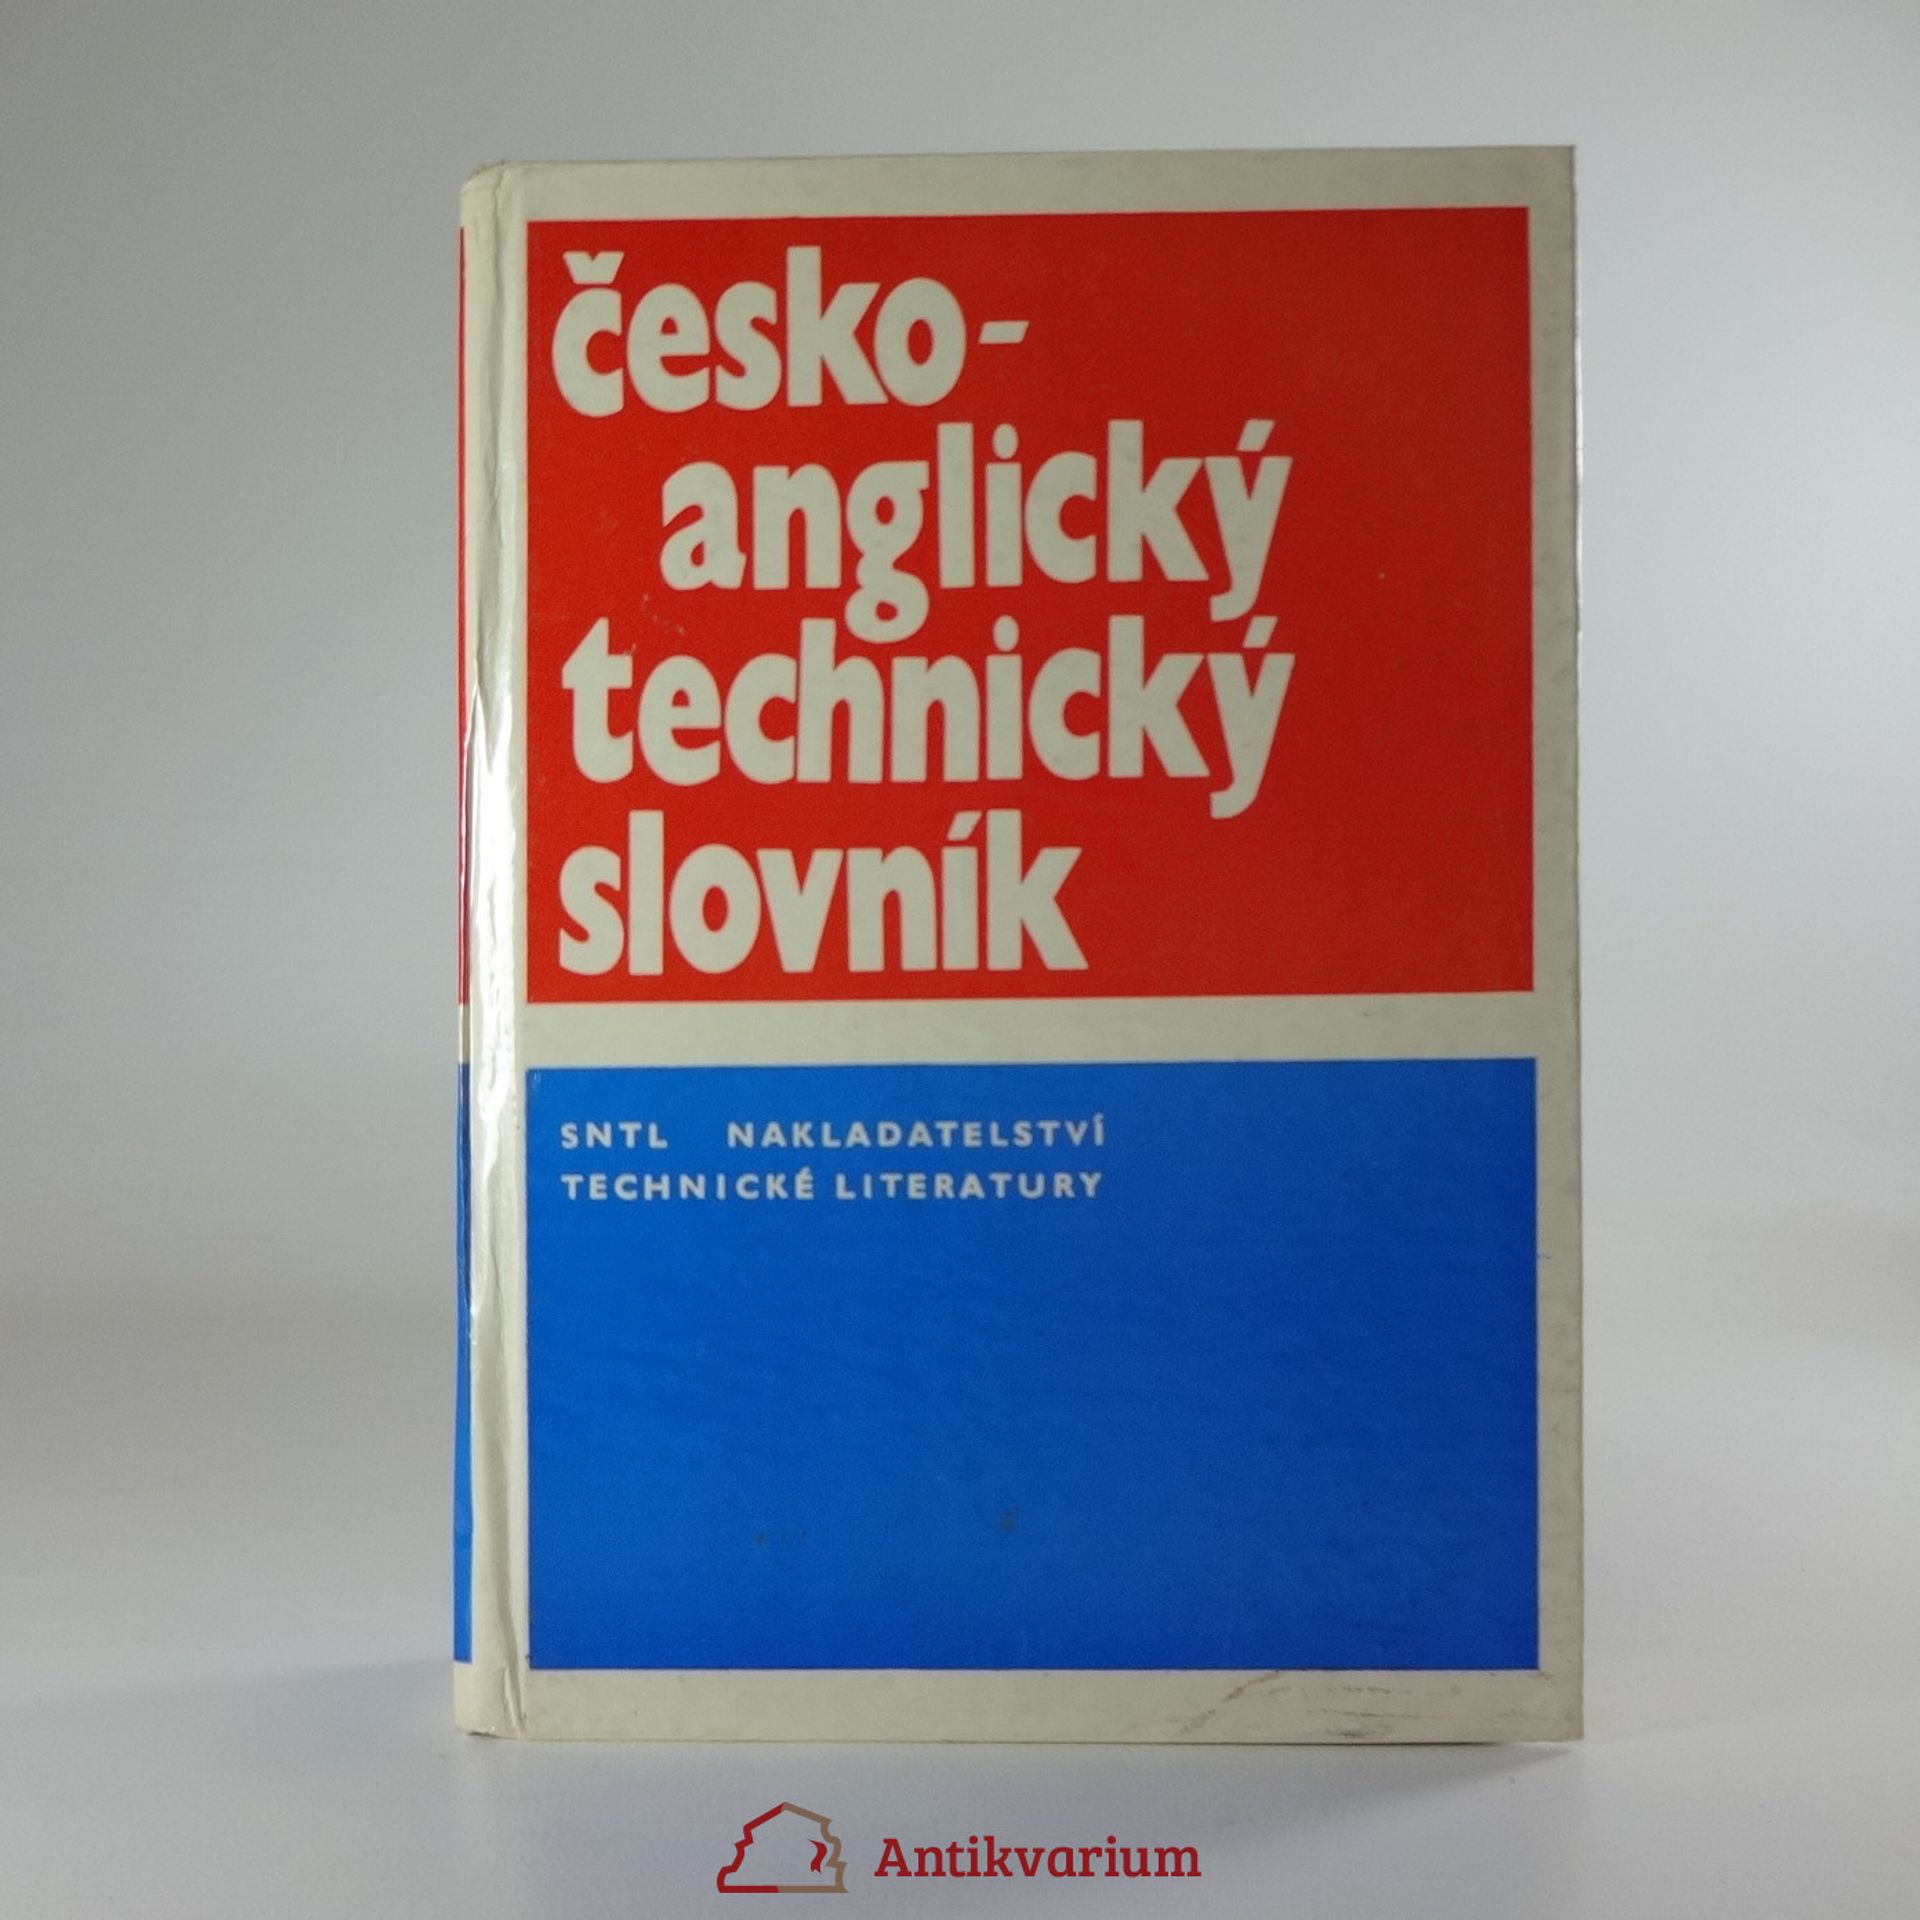 česko-
anglický
technický
slovník
SNTL NAKLADATELSTVÍ
TECHNICKÉ LITERATURY
Antikvarium